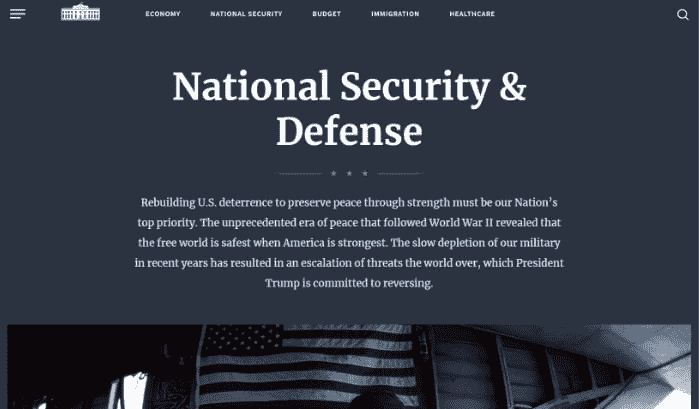 ECONOMY NATIONAL SECURITY BUDGET IMMIGRATION HEALTHCARE
National Security &
Defense
Rebuilding U.S. deterrence to preserve peace through strength must be our Nation’s
top priority. The unprecedented era of peace that followed World War II revealed that
the free world is safest when America is strongest. The slow depletion of our military
in recent years has resulted in an escalation of threats the world over, which President
Trump is committed to reversing.